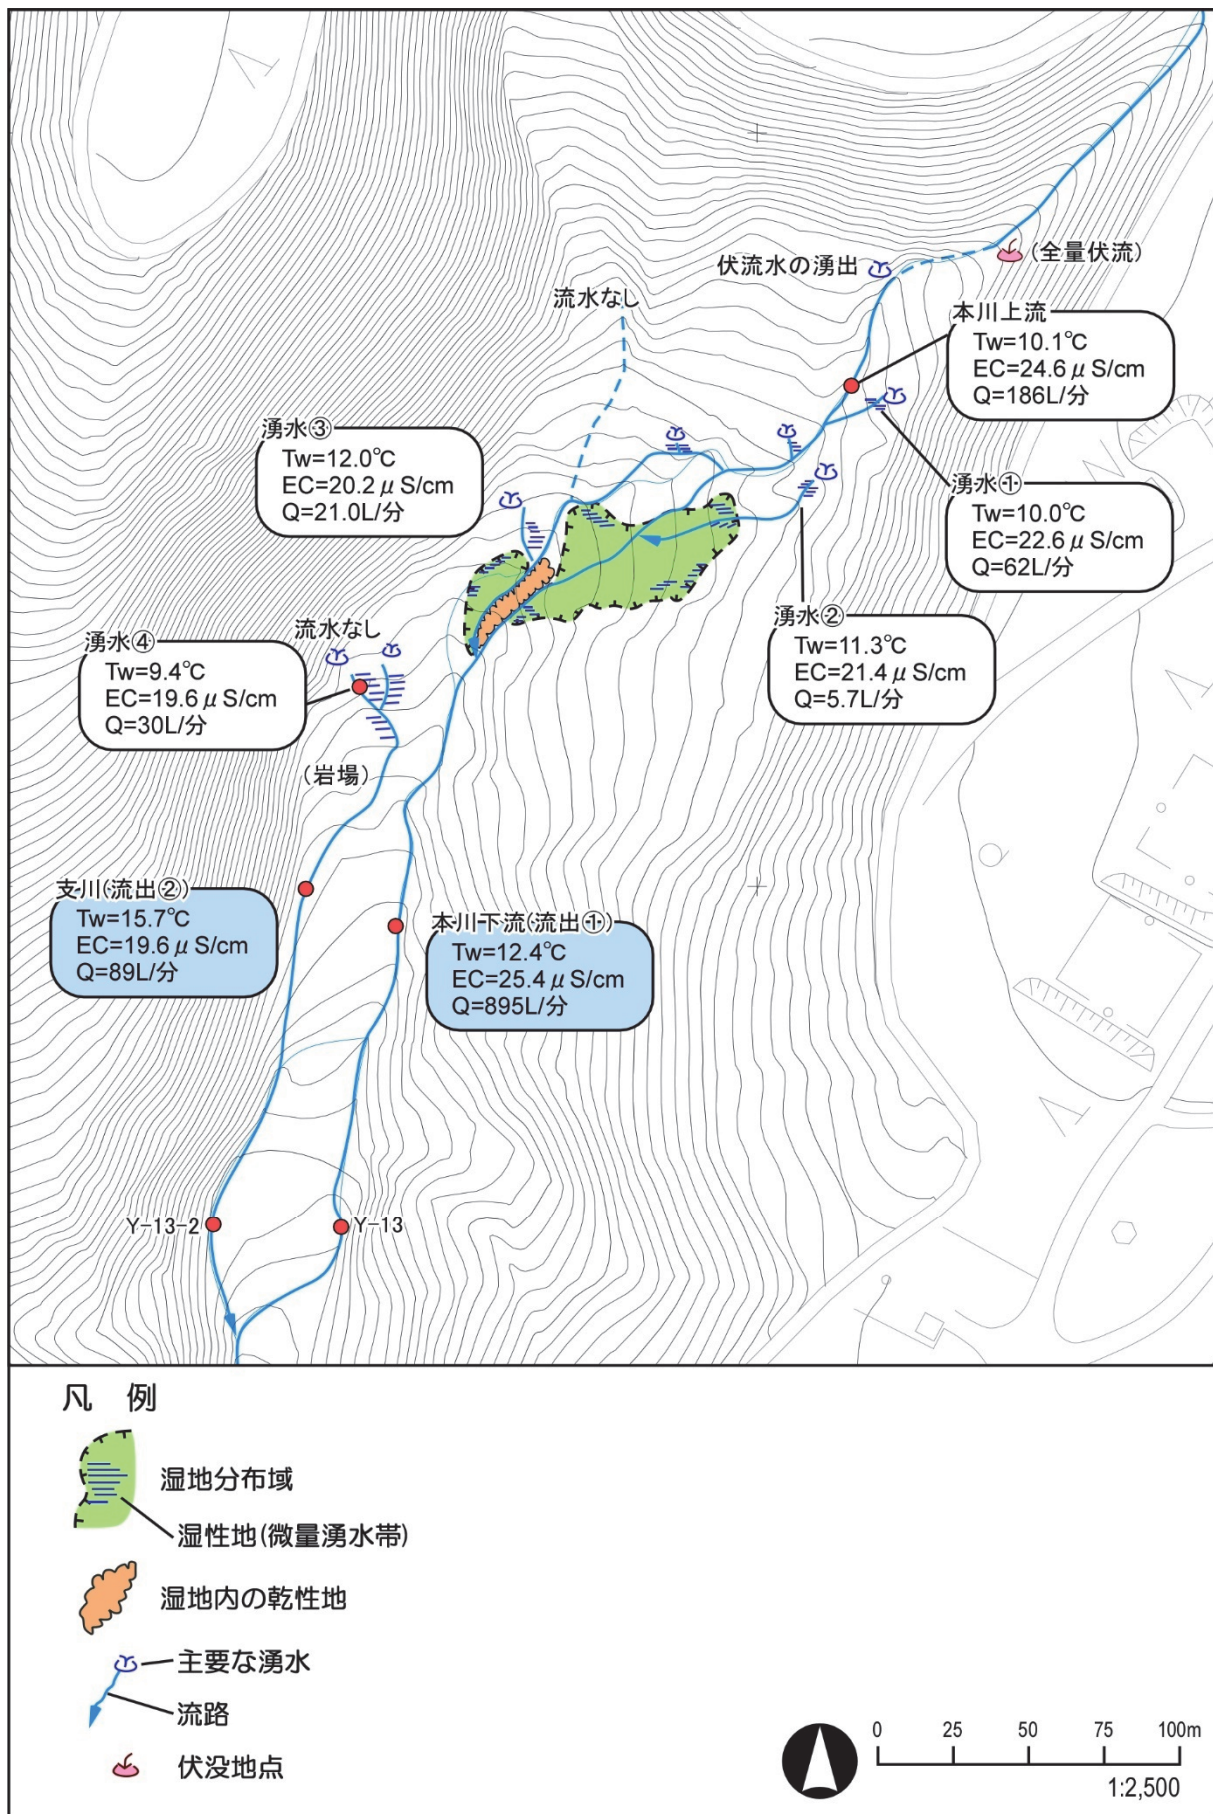 (全量伏流)
伏流水の湧出
流水なし
本川上流
Tw=10.1℃
EC=24.6μS/cm
Q=186L/分
湧水③
Tw=12.0℃
EC=20.2μS/cm
Q=21.0L/分
湧水①
Tw=10.0℃
EC=22.6μS/cm
Q=62L/分
湧水②
Tw=11.3℃
EC=21.4μS/cm
Q=5.7L/分
流水なし
湧水④
Tw=9.4℃
EC=19.6μS/cm
Q=30L/分
(岩場)
支川(流出②)
Tw=15.7℃
EC=19.6μS/cm
Q=89L/分
本川下流(流出①)
Tw=12.4℃
EC=25.4μS/cm
Q=895L/分
Y-13-2
Y-13
凡 例
湿地分布域
湿性地(微量湧水帯)
湿地内の乾性地
主要な湧水
流路
伏没地点
0 25 50 75 100m
1:2,500